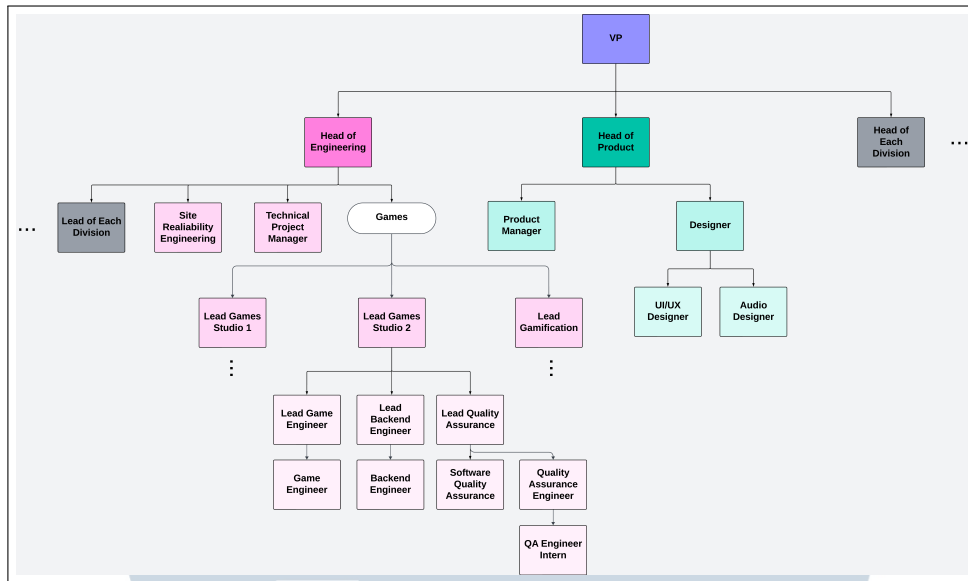 VP
Head of
Engineering
Head of
Product
Head of
Each
Division
...
...
Lead of Each
Division
Site
Realiability
Engineering
Technical
Project
Manager
Games
Product
Manager
Designer
Lead Games
Studio 1
Lead Games
Studio 2
Lead
Gamification
UI/UX
Designer
Audio
Designer
...
...
Lead Game
Engineer
Lead
Backend
Engineer
Lead Quality
Assurance
Game
Engineer
Backend
Engineer
Software
Quality
Assurance
Quality
Assurance
Engineer
QA Engineer
Intern